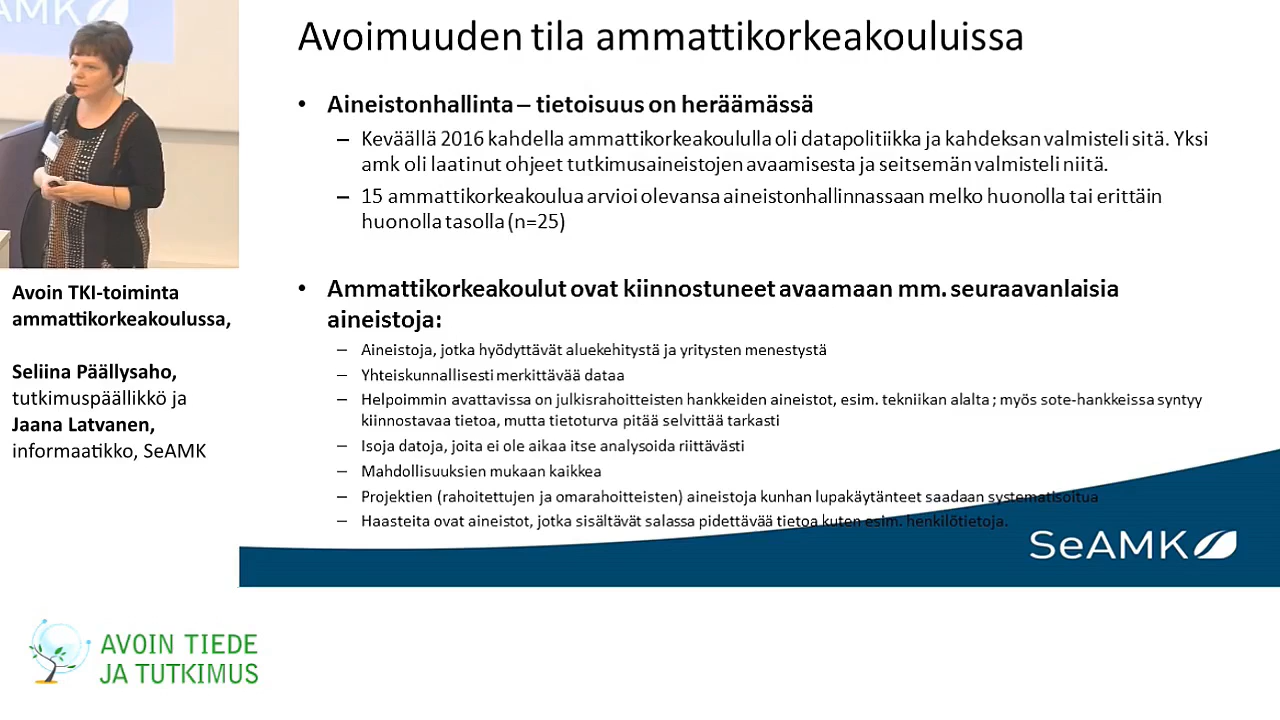 SeAMK
Avoimuuden tila ammattikorkeakouluissa
• Aineistonhallinta – tietoisuus on heräämässä
– Keväällä 2016 kahdella ammattikorkeakoululla oli datapolitiikka ja kahdeksan valmisteli sitä. Yksi
amk oli laatinut ohjeet tutkimusaineistojen avaamisesta ja seitsemän valmisteli niitä.
– 15 ammattikorkeakoulua arvioi olevansa aineistonhallinnassaan melko huonolla tai erittäin
huonolla tasolla (n=25)
• Ammattikorkeakoulut ovat kiinnostuneet avaamaan mm. seuraavanlaisia
aineistoja:
– Aineistoja, jotka hyödyttävät aluekehitystä ja yritysten menestystä
– Yhteiskunnallisesti merkittävää dataa
– Helpoimmin avattavissa on julkisrahoitteisten hankkeiden aineistot, esim. tekniikan alalta ; myös sote-hankkeissa syntyy
kiinnostavaa tietoa, mutta tietoturva pitää selvittää tarkasti
– Isoja datoja, joita ei ole aikaa itse analysoida riittävästi
– Mahdollisuuksien mukaan kaikkea
– Projektien (rahoitettujen ja omarahoitteisten) aineistoja kunhan lupakäytänteet saadaan systematisoitua
– Haasteita ovat aineistot, jotka sisältävät salassa pidettävää tietoa kuten esim. henkilötietoja.
SeAMK
Avoin TKI-toiminta
ammattikorkeakoulussa,
Seliina Päällysaho,
tutkimuspäällikkö ja
Jaana Latvanen,
informaatikko, SeAMK
AVOIN TIEDE
JA TUTKIMUS